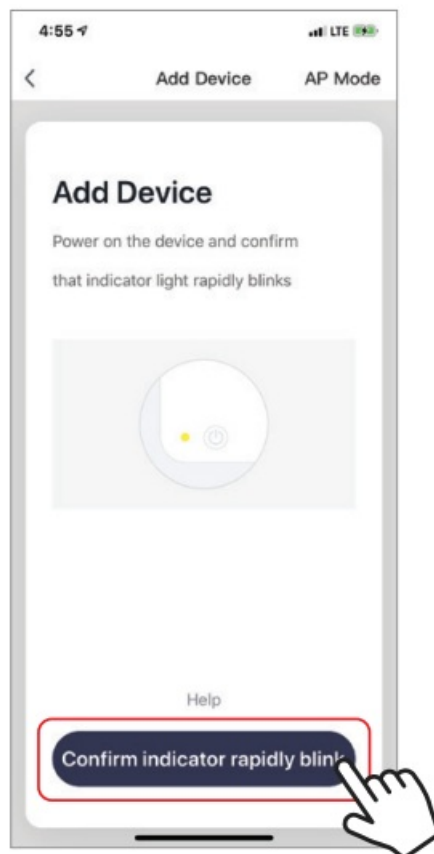 4:55 LTE
Add Device AP Mode
Add Device
Power on the device and confirm
that indicator light rapidly blinks
Help
Confirm indicator rapidly blink